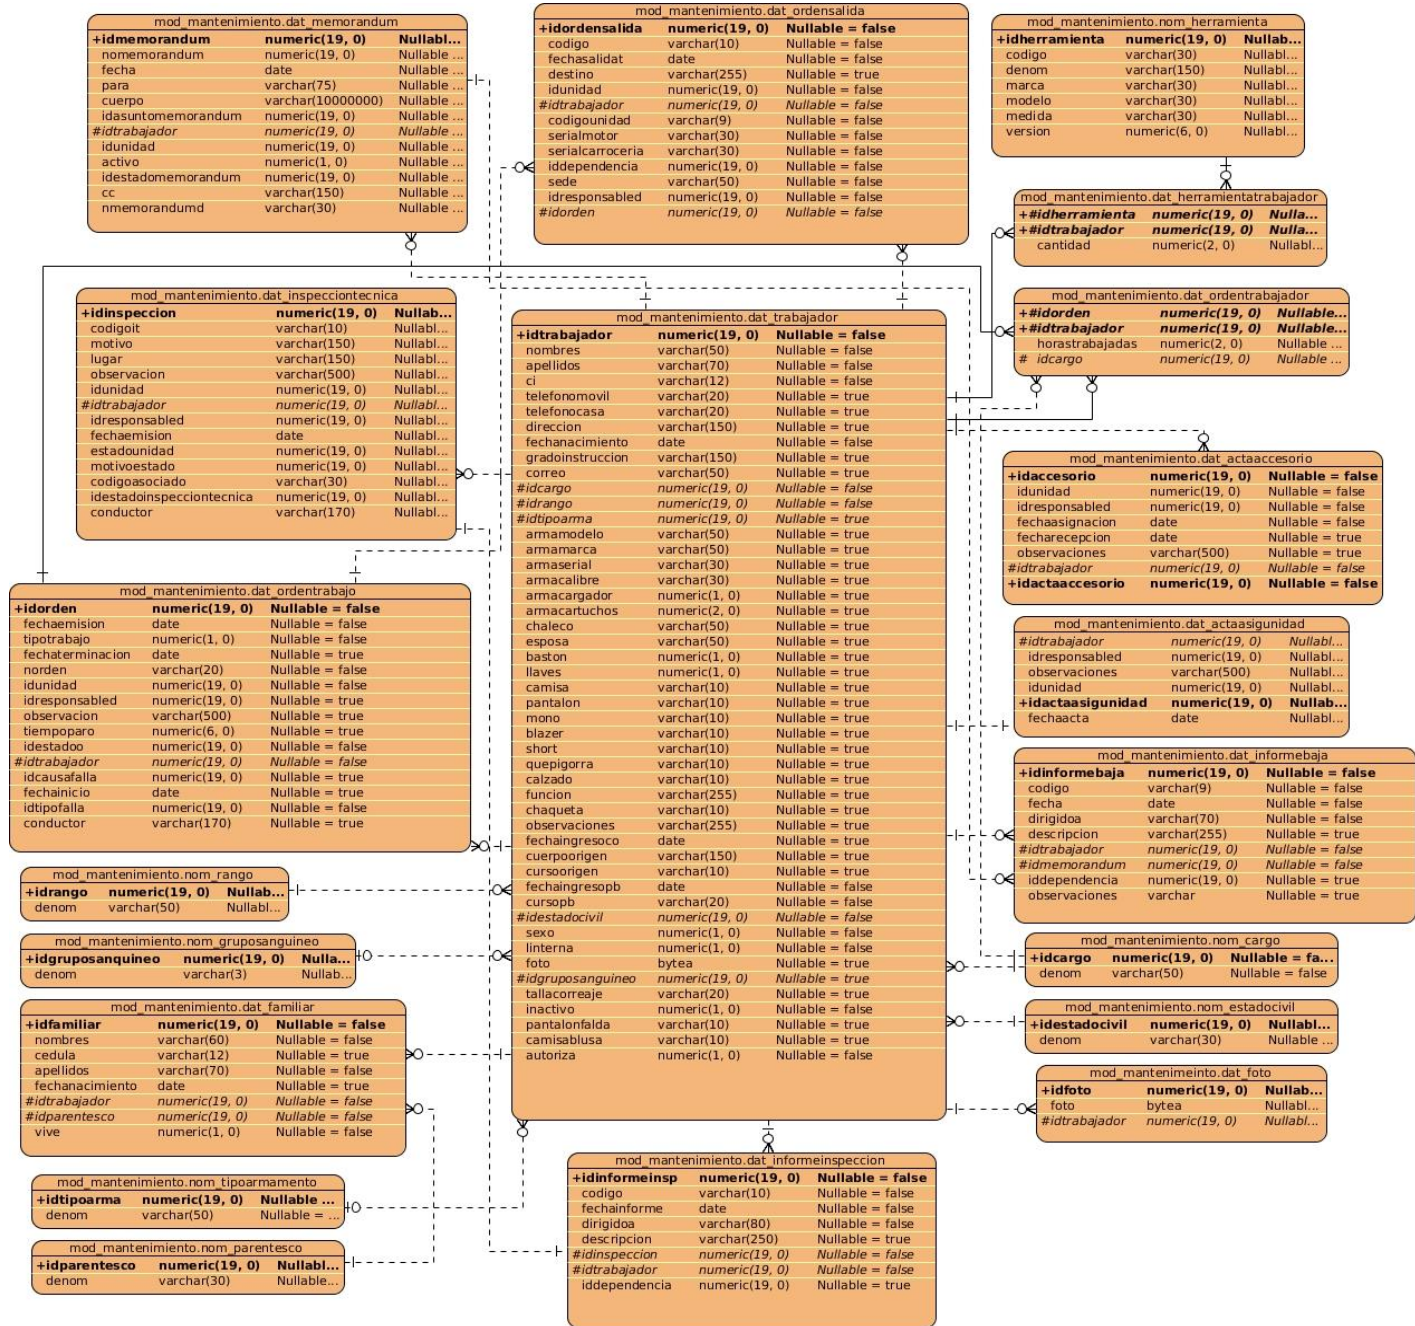 mod_mantenimiento.dat_memorandum
+idmemorandum numeric(19, 0) Nullabl...
nomemorandum numeric(19, 0) Nullable ...
fecha date Nullable ...
para varchar(75) Nullable ...
cuerpo varchar(10000000) Nullable ...
idasuntomemorandum numeric(19, 0) Nullable ...
#idtrabajador numeric(19, 0) Nullable ...
idunidad numeric(19, 0) Nullable ...
activo numeric(1, 0) Nullable ...
idestadomemorandum numeric(19, 0) Nullable ...
cc varchar(150) Nullable ...
nmemorandumd varchar(30) Nullable ...
mod_mantenimiento.dat_ordensalida
+idordensalida numeric(19, 0) Nullable = false
codigo varchar(10) Nullable = false
fechasalidat date Nullable = false
destino varchar(255) Nullable = true
idunidad numeric(19, 0) Nullable = false
#idtrabajador numeric(19, 0) Nullable = false
codigounidad varchar(9) Nullable = false
serialmotor varchar(30) Nullable = false
serialcarroceria varchar(30) Nullable = false
iddependencia numeric(19, 0) Nullable = false
sede varchar(50) Nullable = false
idresponsabled numeric(19, 0) Nullable = false
#idorden numeric(19, 0) Nullable = false
mod_mantenimiento.nom_herramienta
+idherramienta numeric(19, 0) Nullab...
codigo varchar(30) Nullabl...
denom varchar(150) Nullabl...
marca varchar(30) Nullabl...
modelo varchar(30) Nullabl...
medida varchar(30) Nullabl...
version numeric(6, 0) Nullabl...
mod_mantenimiento.dat_herramientatrabajador
+#idherramienta numeric(19, 0) Nulla...
+#idtrabajador numeric(19, 0) Nulla...
cantidad numeric(2, 0) Nullabl...
mod_mantenimiento.dat_inspecciontecnica
+idinspeccion numeric(19, 0) Nullab...
codigoit varchar(10) Nullabl...
motivo varchar(150) Nullabl...
lugar varchar(150) Nullabl...
observacion varchar(500) Nullabl...
idunidad numeric(19, 0) Nullabl...
#idtrabajador numeric(19, 0) Nullabl...
idresponsabled numeric(19, 0) Nullabl...
fechaemision date Nullabl...
estadounidad numeric(19, 0) Nullabl...
motivoestado numeric(19, 0) Nullabl...
codigoasociado varchar(30) Nullabl...
idestadoinspecciontecnica numeric(19, 0) Nullabl...
conductor varchar(170) Nullabl...
mod_mantenimiento.dat_trabajador
+idtrabajador numeric(19, 0) Nullable = false
nombres varchar(50) Nullable = false
apellidos varchar(70) Nullable = false
ci varchar(12) Nullable = false
telefonomovil varchar(20) Nullable = true
telefonocasa varchar(20) Nullable = true
direccion varchar(150) Nullable = true
fechanacimiento date Nullable = false
gradoinstruccion varchar(150) Nullable = true
correo varchar(50) Nullable = true
#idcargo numeric(19, 0) Nullable = false
#idrango numeric(19, 0) Nullable = false
#idtipoarma numeric(19, 0) Nullable = true
armamodelo varchar(50) Nullable = true
armamarca varchar(50) Nullable = true
armaserial varchar(30) Nullable = true
armacalibre varchar(30) Nullable = true
armacargador numeric(1, 0) Nullable = true
armacartuchos numeric(2, 0) Nullable = true
chaleco varchar(50) Nullable = true
esposa varchar(50) Nullable = true
baston numeric(1, 0) Nullable = true
llaves numeric(1, 0) Nullable = true
camisa varchar(10) Nullable = true
pantalon varchar(10) Nullable = true
mono varchar(10) Nullable = true
blazer varchar(10) Nullable = true
short varchar(10) Nullable = true
quepigorra varchar(10) Nullable = true
calzado varchar(10) Nullable = true
funcion varchar(255) Nullable = true
chaqueta varchar(10) Nullable = true
observaciones varchar(255) Nullable = true
fechaingresoco date Nullable = true
cuerpoorigen varchar(150) Nullable = true
cursoorigen varchar(10) Nullable = true
fechaingresopb date Nullable = false
cursopb varchar(20) Nullable = false
#idestadocivil numeric(19, 0) Nullable = false
sexo numeric(1, 0) Nullable = false
linterna numeric(1, 0) Nullable = false
foto bytea Nullable = true
#idgruposanguineo numeric(19, 0) Nullable = true
tallacorreaje varchar(20) Nullable = true
inactivo numeric(1, 0) Nullable = false
pantalonfalda varchar(10) Nullable = true
camisablusa varchar(10) Nullable = true
autoriza numeric(1, 0) Nullable = false
mod_mantenimiento.dat_ordentrabajador
+#idorden numeric(19, 0) Nullable...
+#idtrabajador numeric(19, 0) Nullable...
horastrabajadas numeric(2, 0) Nullable ...
# idcargo numeric(19, 0) Nullable ...
mod_mantenimiento.dat_actaaccesorio
+idaccesorio numeric(19, 0) Nullable = false
idunidad numeric(19, 0) Nullable = false
idresponsabled numeric(19, 0) Nullable = false
fechaasignacion date Nullable = false
fecharecepcion date Nullable = true
observaciones varchar(500) Nullable = true
#idtrabajador numeric(19, 0) Nullable = false
+idactaaccesorio numeric(19, 0) Nullable = false
mod_mantenimiento.dat_ordentrabajo
+idorden numeric(19, 0) Nullable = false
fechaemision date Nullable = false
tipotrabajo numeric(1, 0) Nullable = false
fechaterminacion date Nullable = true
norden varchar(20) Nullable = false
idunidad numeric(19, 0) Nullable = false
idresponsabled numeric(19, 0) Nullable = true
observacion varchar(500) Nullable = true
tiempoparo numeric(6, 0) Nullable = true
idestadoo numeric(19, 0) Nullable = false
#idtrabajador numeric(19, 0) Nullable = false
idcausafalla numeric(19, 0) Nullable = true
fechainicio date Nullable = true
idtipofalla numeric(19, 0) Nullable = false
conductor varchar(170) Nullable = true
mod_mantenimiento.dat_actaasigunidad
#idtrabajador numeric(19, 0) Nullabl...
idresponsabled numeric(19, 0) Nullabl...
observaciones varchar(500) Nullabl...
idunidad numeric(19, 0) Nullabl...
+idactaasigunidad numeric(19, 0) Nullab...
fechaacta date Nullabl...
mod_mantenimiento.dat_informebaja
+idinformebaja numeric(19, 0) Nullable = false
codigo varchar(9) Nullable = false
fecha date Nullable = false
dirigidoa varchar(70) Nullable = false
descripcion varchar(255) Nullable = true
#idtrabajador numeric(19, 0) Nullable = false
#idmemorandum numeric(19, 0) Nullable = false
iddependencia numeric(19, 0) Nullable = true
observaciones varchar Nullable = true
mod_mantenimiento.nom_rango
+idrango numeric(19, 0) Nullab...
denom varchar(50) Nullabl...
mod_mantenimiento.nom_gruposanguineo
+idgruposanquineo numeric(19, 0) Nulla...
denom varchar(3) Nullab...
mod_mantenimiento.nom_cargo
+idcargo numeric(19, 0) Nullable = fa...
denom varchar(50) Nullable = false
mod_mantenimiento.dat_familiar
+idfamiliar numeric(19, 0) Nullable = false
nombres varchar(60) Nullable = false
cedula varchar(12) Nullable = true
apellidos varchar(70) Nullable = false
fechanacimiento date Nullable = true
#idtrabajador numeric(19, 0) Nullable = false
#idparentesco numeric(19, 0) Nullable = false
vive numeric(1, 0) Nullable = false
mod_mantenimiento.nom_estadocivil
+idestadocivil numeric(19, 0) Nullabl...
denom varchar(30) Nullable ...
mod_mantenimeinto.dat_foto
+idfoto numeric(19, 0) Nullab...
foto bytea Nullabl...
#idtrabajador numeric(19, 0) Nullabl...
mod_mantenimiento.nom_tipoarmamento
+idtipoarma numeric(19, 0) Nullable ...
denom varchar(50) Nullable = ...
mod_mantenimiento.nom_parentesco
+idparentesco numeric(19, 0) Nullabl...
denom varchar(30) Nullable...
mod_mantenimiento.dat_informeinspeccion
+idinformeinsp numeric(19, 0) Nullable = false
codigo varchar(10) Nullable = false
fechainforme date Nullable = false
dirigidoa varchar(80) Nullable = false
descripcion varchar(250) Nullable = true
#idinspeccion numeric(19, 0) Nullable = false
#idtrabajador numeric(19, 0) Nullable = false
iddependencia numeric(19, 0) Nullable = true